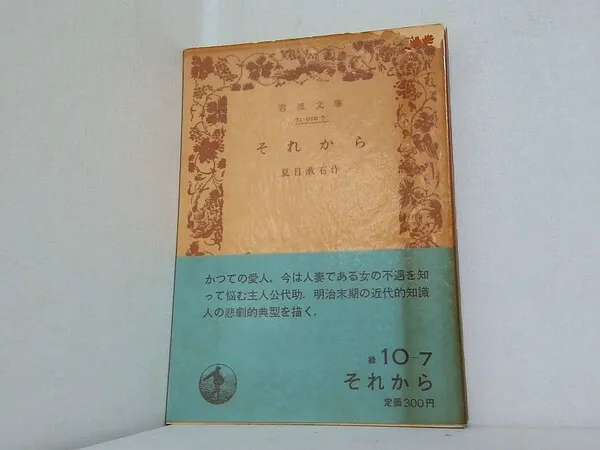 岩波文庫
31-010-7
それから
夏目漱石作
かつての愛人，今は人妻である女の不遇を知
って悩む主人公代助．明治末期の近代的知識
人の悲劇的典型を描く．
緑 10-7
それから
定価300円